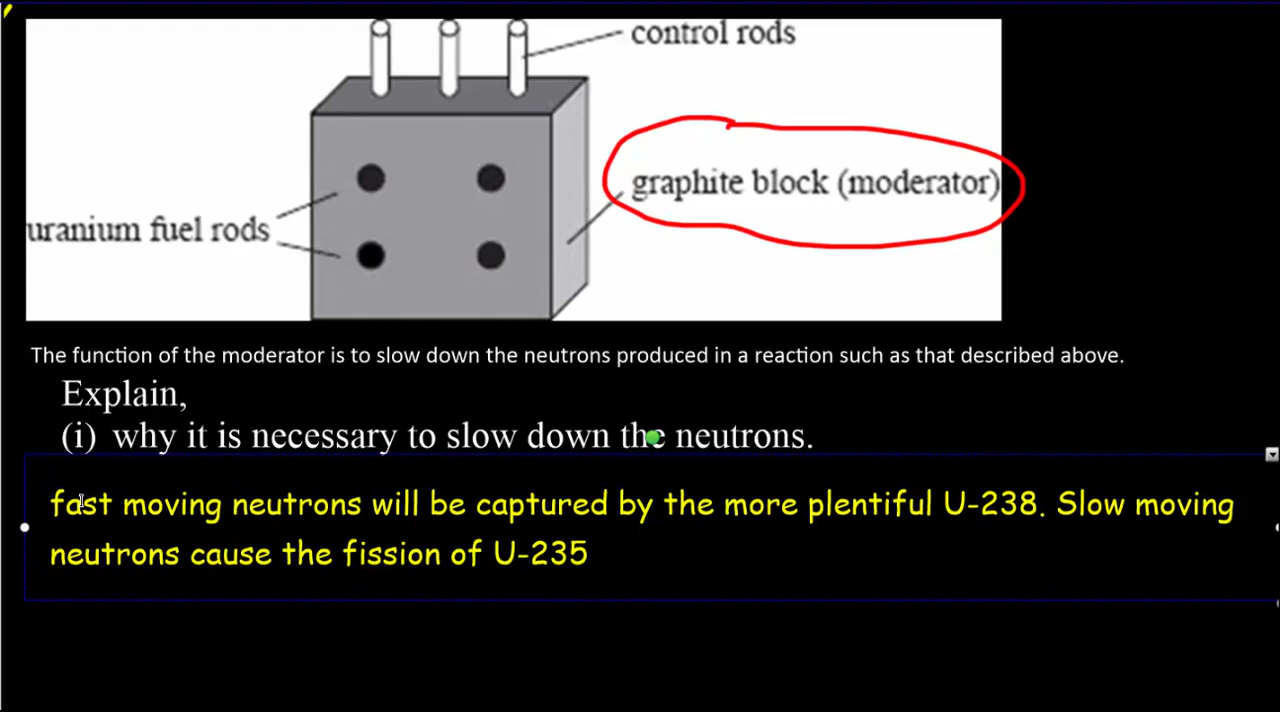 control rods
graphite block (moderator)
uranium fuel rods
The function of the moderator is to slow down the neutrons produced in a reaction such as that described above.
Explain,
(i) why it is necessary to slow down the neutrons.
fast moving neutrons will be captured by the more plentiful U-238. Slow moving
neutrons cause the fission of U-235